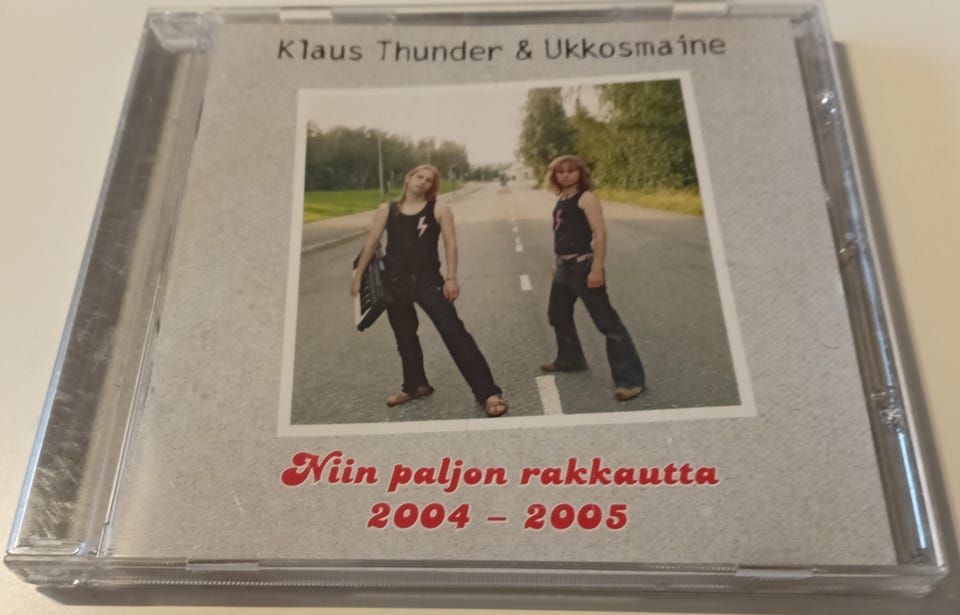 Klaus Thunder & Ukkosmaine
Niin paljon rakkautta
2004 – 2005